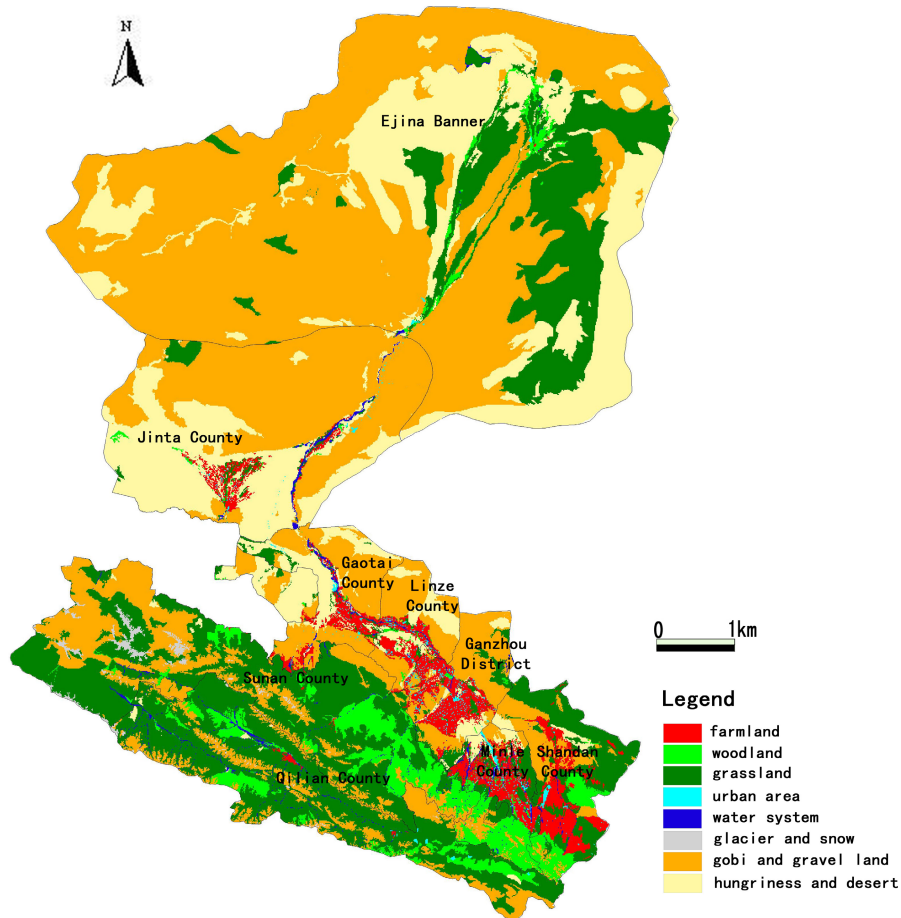 N
Ejina Banner
Jinta County
Gaotai
County
Linze
County
Ganzhou
District
Sunan County
Minle
County
Shandan
County
Qilian County
0 1km
Legend
farmland
woodland
grassland
urban area
water system
glacier and snow
gobi and gravel land
hungriness and desert